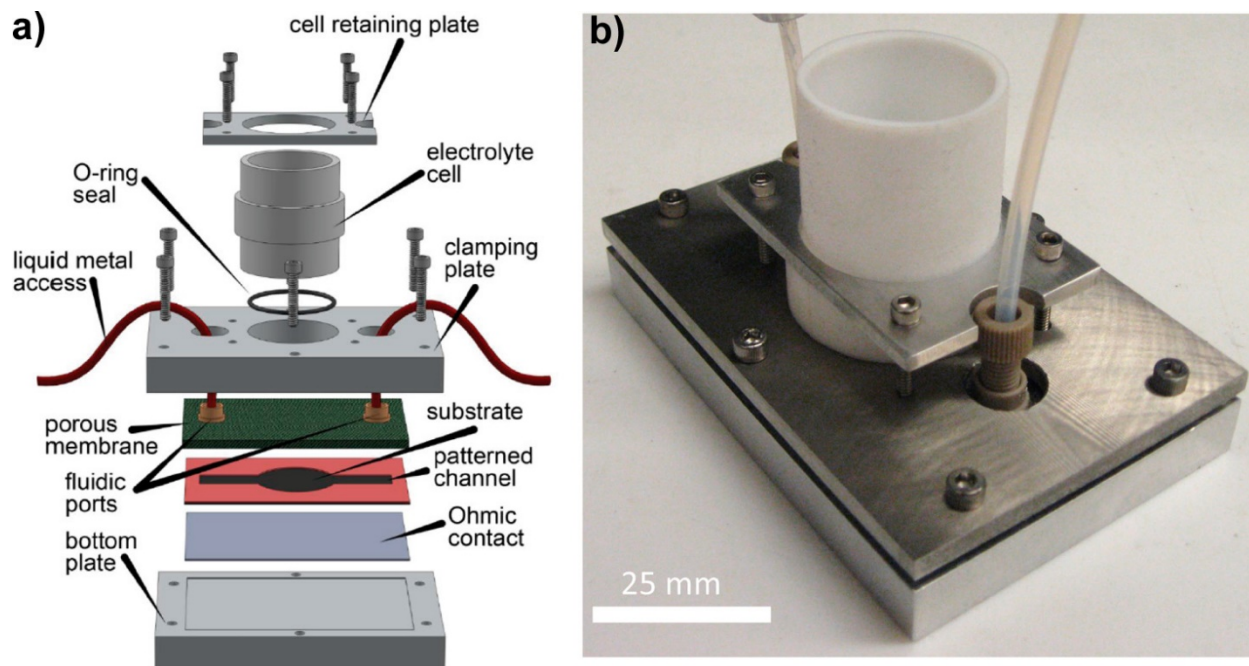 a)
cell retaining plate
O-ring
seal
electrolyte
cell
liquid metal
access
clamping
plate
porous
membrane
substrate
fluidic
ports
patterned
channel
Ohmic
contact
bottom
plate
b)
25 mm